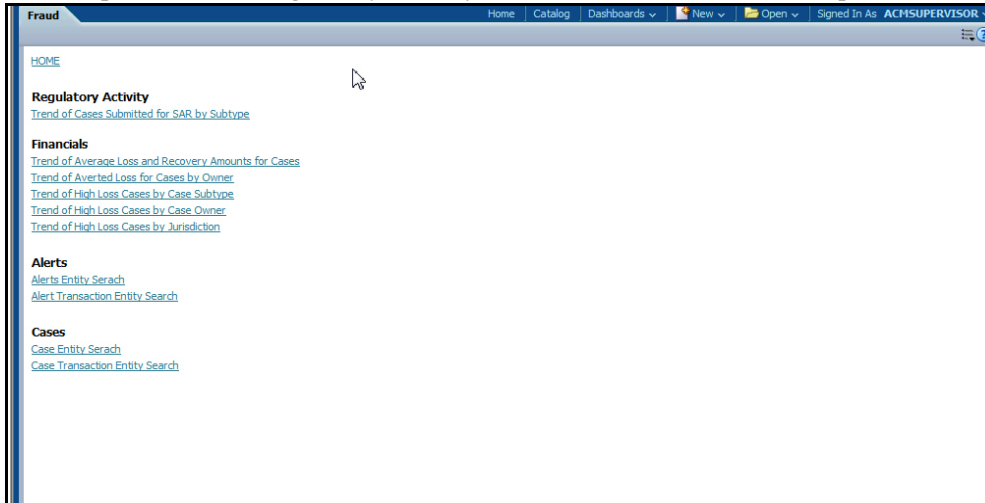 Fraud
Home Catalog Dashboards New Open Signed In As ACMSUPERVISOR
HOME
Regulatory Activity
Trend of Cases Submitted for SAR by Subtype
Financials
Trend of Average Loss and Recovery Amounts for Cases
Trend of Averted Loss for Cases by Owner
Trend of High Loss Cases by Case Subtype
Trend of High Loss Cases by Case Owner
Trend of High Loss Cases by Jurisdiction
Alerts
Alerts Entity Serach
Alert Transaction Entity Search
Cases
Case Entity Serach
Case Transaction Entity Search